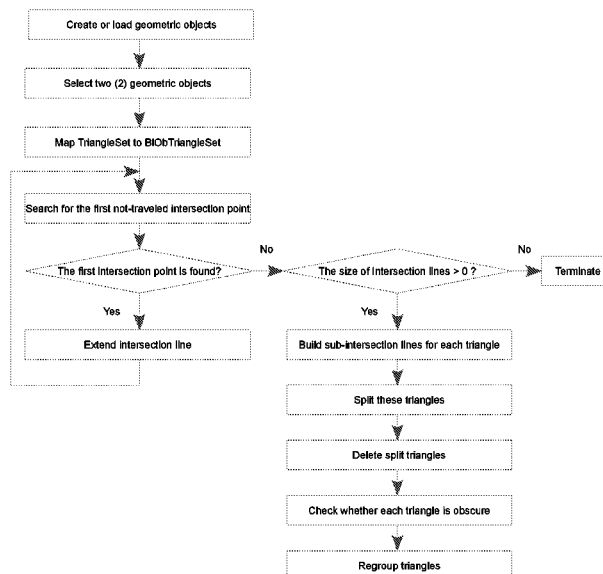 Create or load geometric objects
Select two (2) geometric objects
Map TriangleSet to BIObTriangleSet
Search for the first not-traveled intersection point
The first intersection point is found?
No
The size of intersection lines > 0 ?
No
Terminate
Yes
Extend intersection line
Yes
Build sub-intersection lines for each triangle
Split these triangles
Delete split triangles
Check whether each triangle is obscure
Regroup triangles